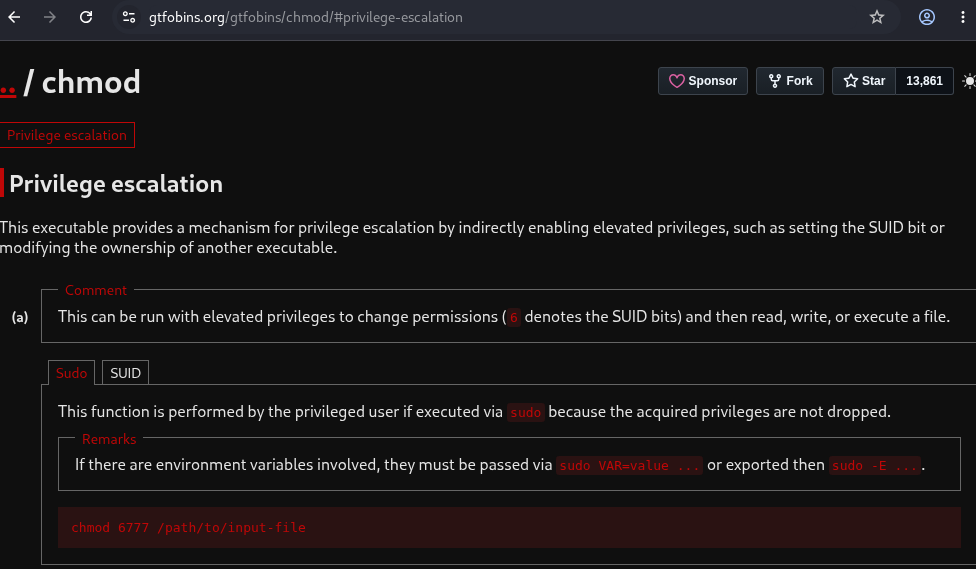 gtfobins.org/gtfobins/chmod/#privilege-escalation
.. / chmod
Sponsor Fork Star 13,861
Privilege escalation
Privilege escalation
This executable provides a mechanism for privilege escalation by indirectly enabling elevated privileges, such as setting the SUID bit or
modifying the ownership of another executable.
Comment
(a) This can be run with elevated privileges to change permissions ( 6 denotes the SUID bits) and then read, write, or execute a file.
Sudo SUID
This function is performed by the privileged user if executed via sudo because the acquired privileges are not dropped.
Remarks
If there are environment variables involved, they must be passed via sudo VAR=value ... or exported then sudo -E ... .
chmod 6777 /path/to/input-file